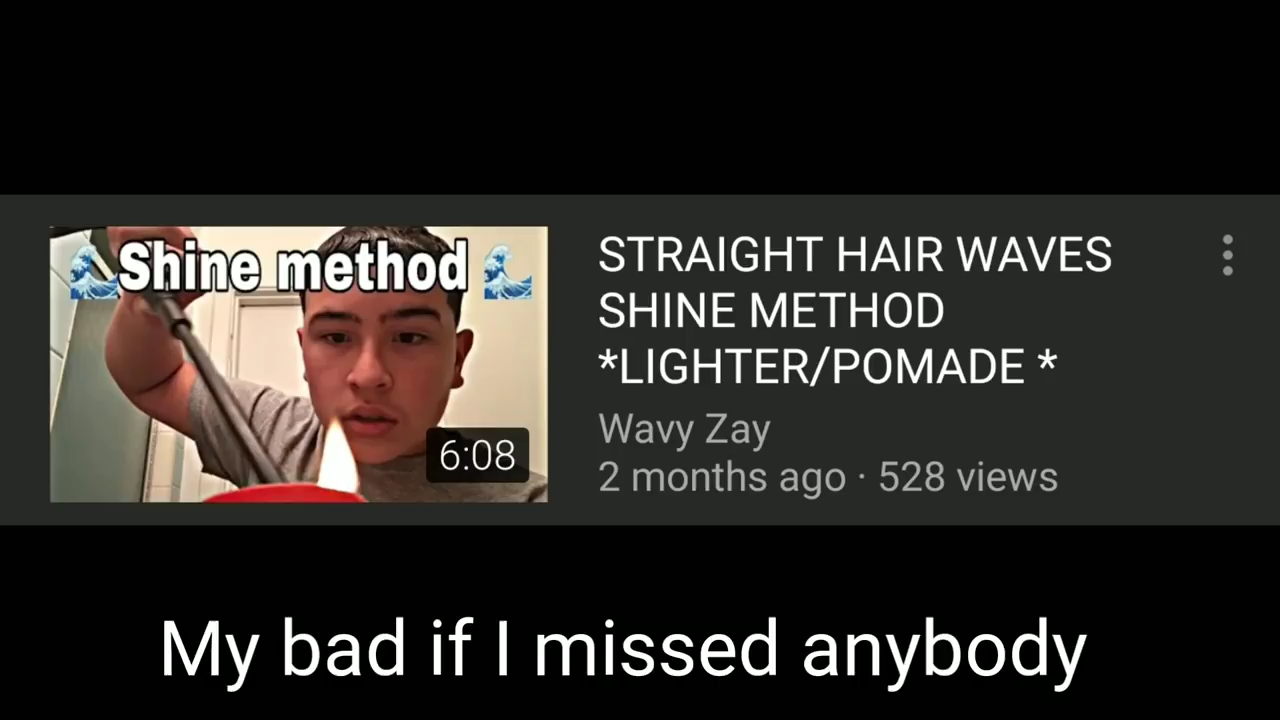 Shine method
6:08
STRAIGHT HAIR WAVES
SHINE METHOD
*LIGHTER/POMADE *
Wavy Zay
2 months ago · 528 views
My bad if I missed anybody